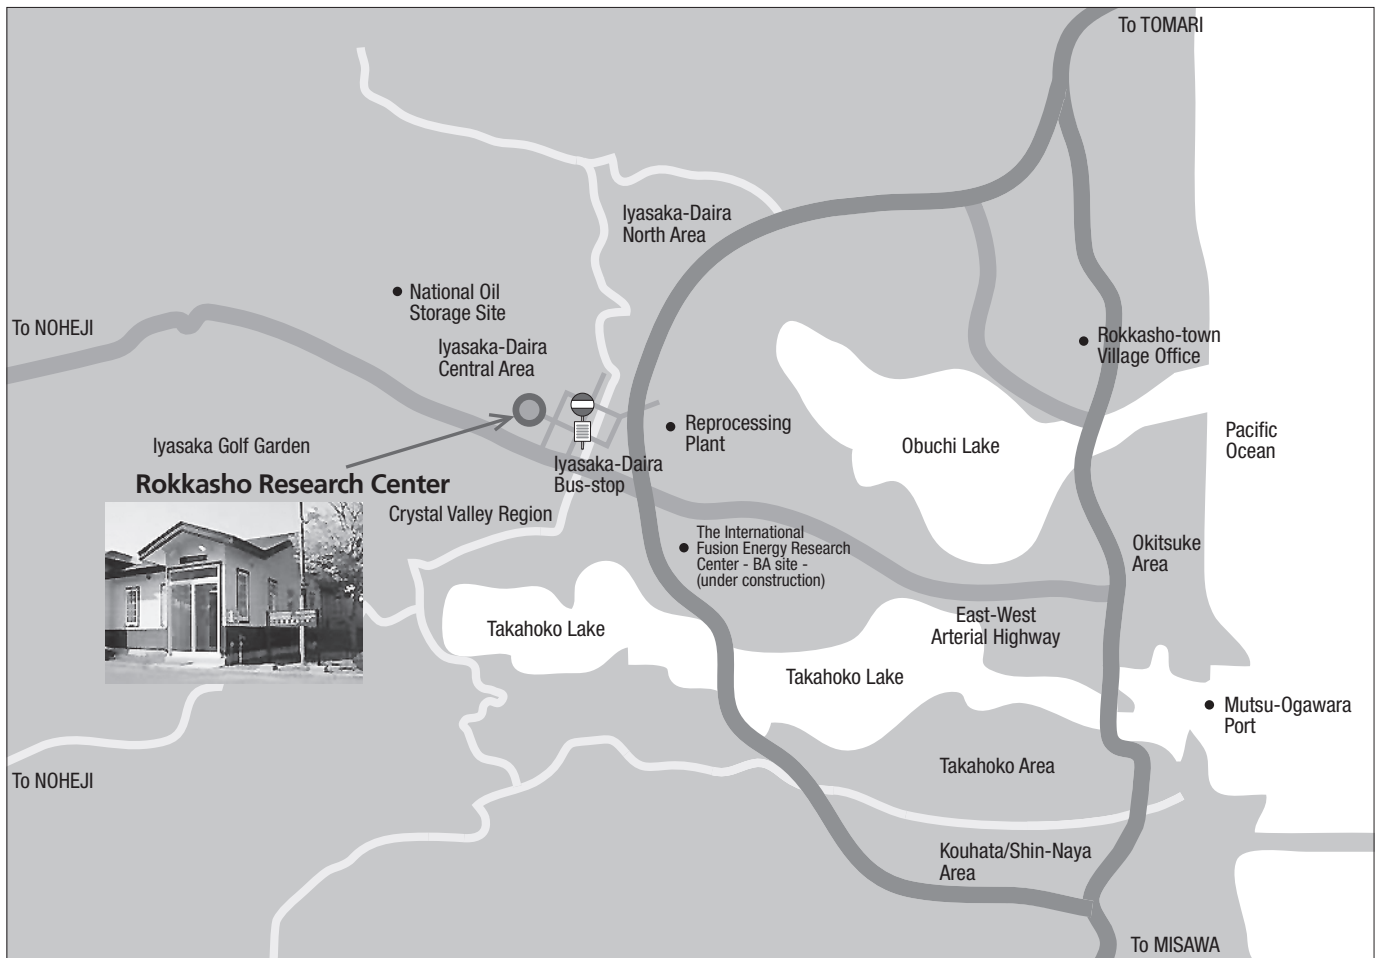 To TOMARI
Iyasaka-Daira
North Area
National Oil
Storage Site
To NOHEJI
Rokkasho-town
Village Office
Iyasaka-Daira
Central Area
Reprocessing
Plant
Iyasaka Golf Garden
Obuchi Lake
Pacific
Ocean
Iyasaka-Daira
Bus-stop
Rokkasho Research Center
Crystal Valley Region
The International
Fusion Energy Research
Center - BA site -
(under construction)
Okitsuke
Area
East-West
Arterial Highway
Takahoko Lake
Takahoko Lake
Mutsu-Ogawara
Port
To NOHEJI
Takahoko Area
Kouhata/Shin-Naya
Area
To MISAWA